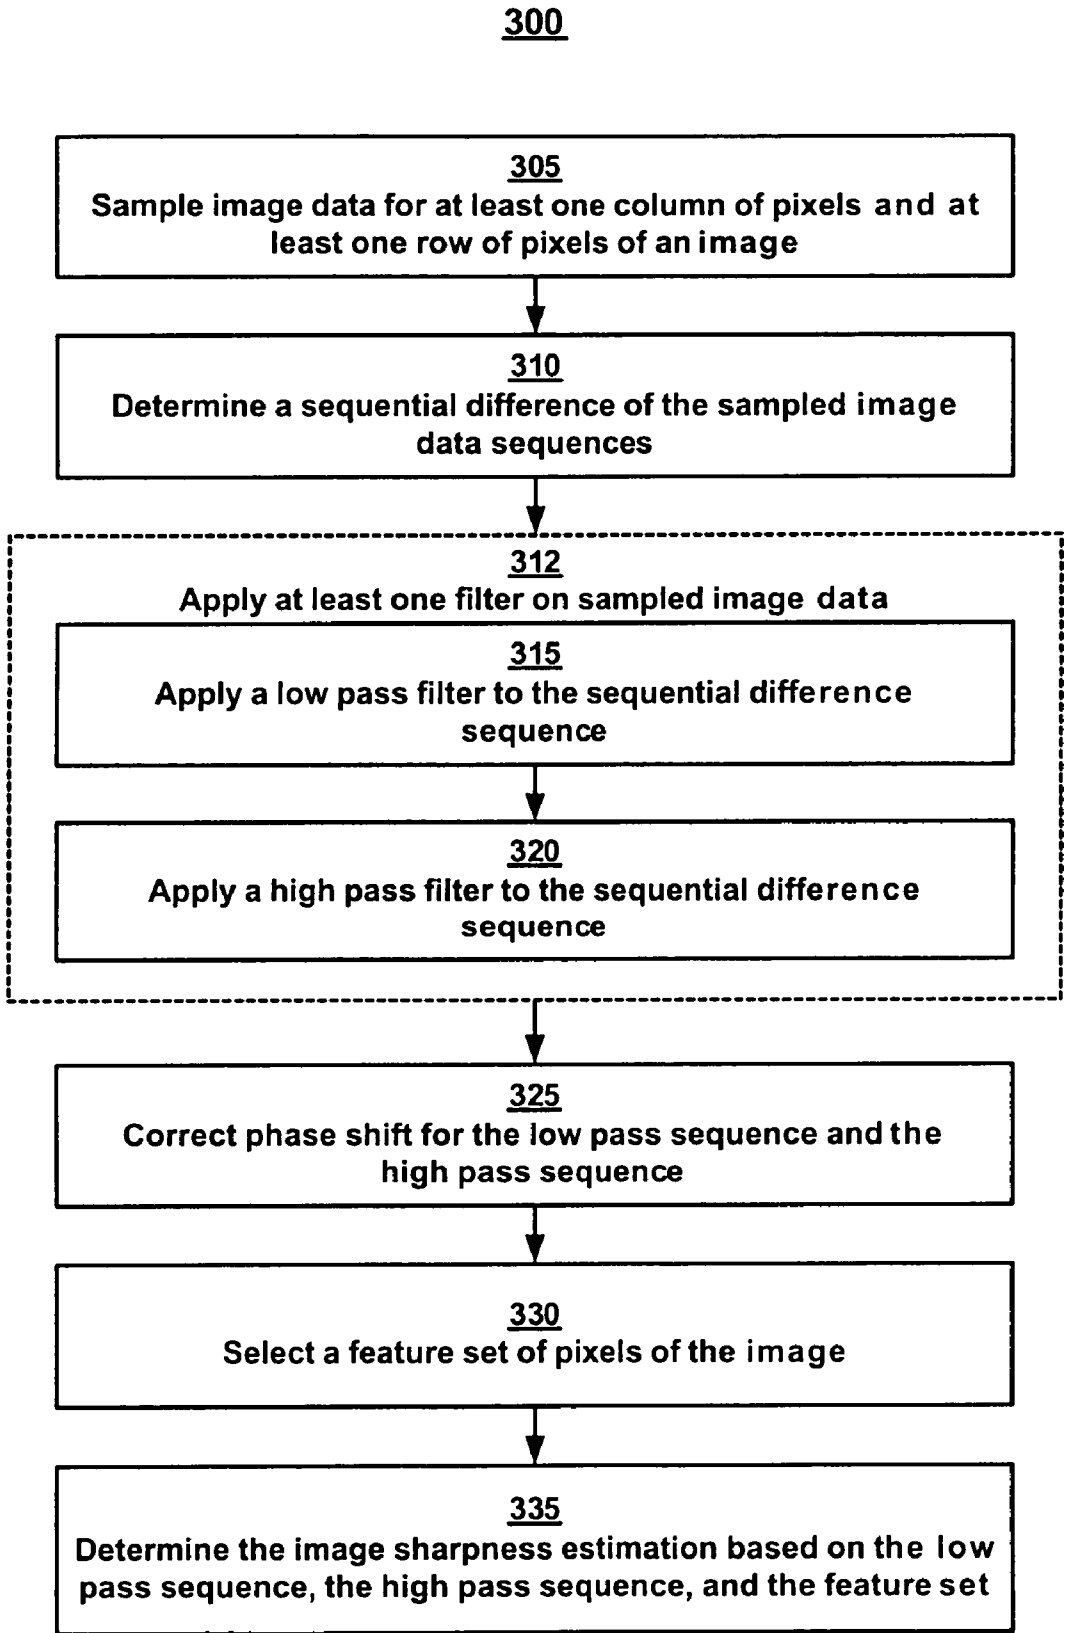 300
305
Sample image data for at least one column of pixels and at
least one row of pixels of an image
310
Determine a sequential difference of the sampled image
data sequences
312
Apply at least one filter on sampled image data
315
Apply a low pass filter to the sequential difference
sequence
320
Apply a high pass filter to the sequential difference
sequence
325
Correct phase shift for the low pass sequence and the
high pass sequence
330
Select a feature set of pixels of the image
335
Determine the image sharpness estimation based on the low
pass sequence, the high pass sequence, and the feature set